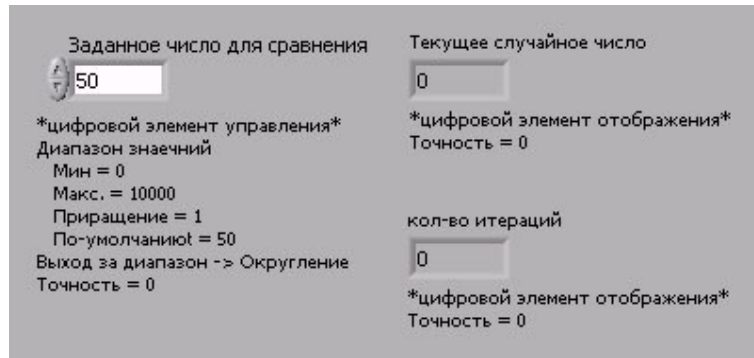 Заданное число для сравнения
50
*цифровой элемент управления*
Диапазон знаечний
Мин = 0
Макс. = 10000
Приращение = 1
По-умолчаниюt = 50
Выход за диапазон -> Округление
Точность = 0
Текущее случайное число
0
*цифровой элемент отображения*
Точность = 0
кол-во итераций
0
*цифровой элемент отображения*
Точность = 0